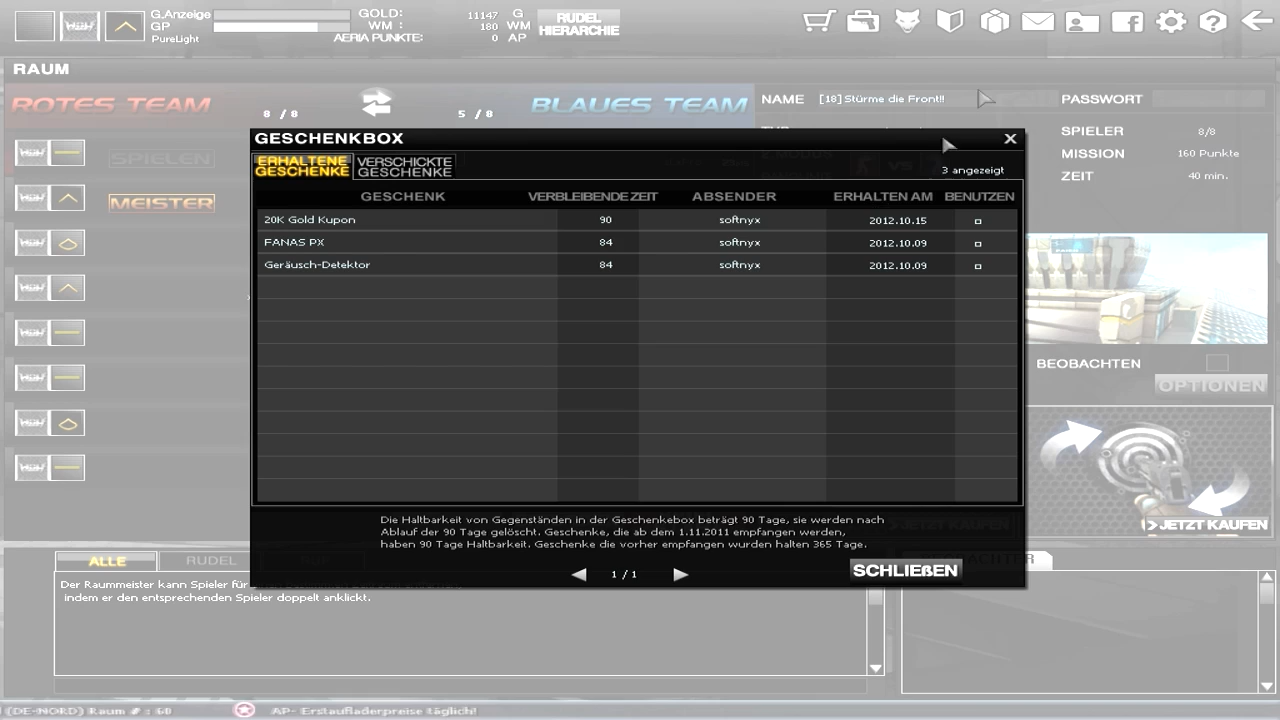 G_Anzeige
GP
PureLight
GOLD: 11147 G
WM : 180 WM
AERIA PUNKTE: 0 AP
RUDEL
HIERARCHIE
RAUM
ROTES TEAM
8 / 8
5 / 8
BLAUES TEAM
NAME [18]Stürme die Front!!
PASSWORT
SPIELER 8/8
MISSION 160 Punkte
ZEIT 40 min.
SPIELEN
MEISTER
GESCHENKBOX
ERHALTENE
GESCHENKE
VERSCHICKTE
GESCHENKE
3 angezeigt
GESCHENK VERBLEIBENDE ZEIT ABSENDER ERHALTEN AM BENUTZEN
20K Gold Kupon 90 softnyx 2012.10.15
FANAS PX 84 softnyx 2012.10.09
Geräusch-Detektor 84 softnyx 2012.10.09
Die Haltbarkeit von Gegenständen in der Geschenkebox beträgt 90 Tage, sie werden nach
Ablauf der 90 Tage gelöscht. Geschenke, die ab dem 1.11.2011 empfangen werden,
haben 90 Tage Haltbarkeit. Geschenke die vorher empfangen wurden halten 365 Tage.
1 / 1
SCHLIEßEN
BEOBACHTEN
OPTIONEN
> JETZT KAUFEN
ALLE
RUDEL
Der Raummeister kann Spieler für
indem er den entsprechenden Spieler doppelt anklickt.
(DE-NORD) Raum # : 60
AP- Erstaufladerpreise täglich!